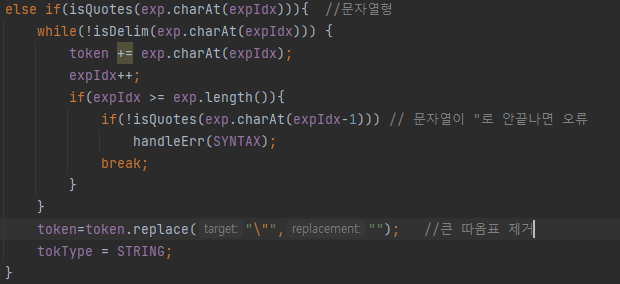 else if(isQuotes(exp.charAt(expIdx))){  //문자열형
    while(!isDelim(exp.charAt(expIdx))) {
        token += exp.charAt(expIdx);
        expIdx++;
        if(expIdx >= exp.length()){
            if(!isQuotes(exp.charAt(expIdx-1))) // 문자열이 "로 안끝나면 오류
                handleErr(SYNTAX);
            break;
        }
    }
    token=token.replace( target: "\"", replacement: "");   //큰 따옴표 제거
    tokType = STRING;
}